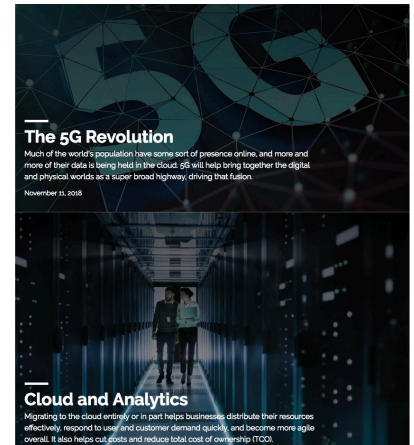 5G
The 5G Revolution
Much of the world's population have some sort of presence online, and more and
more of their data is being held in the cloud. 5G will help bring together the digital
and physical worlds as a super broad highway, driving that fusion.
November 11, 2018
Cloud and Analytics
Migrating to the cloud entirely or in part helps businesses distribute their resources
effectively, respond to user and customer demand quickly, and become more agile
overall. It also helps cut costs and reduce total cost of ownership (TCO).